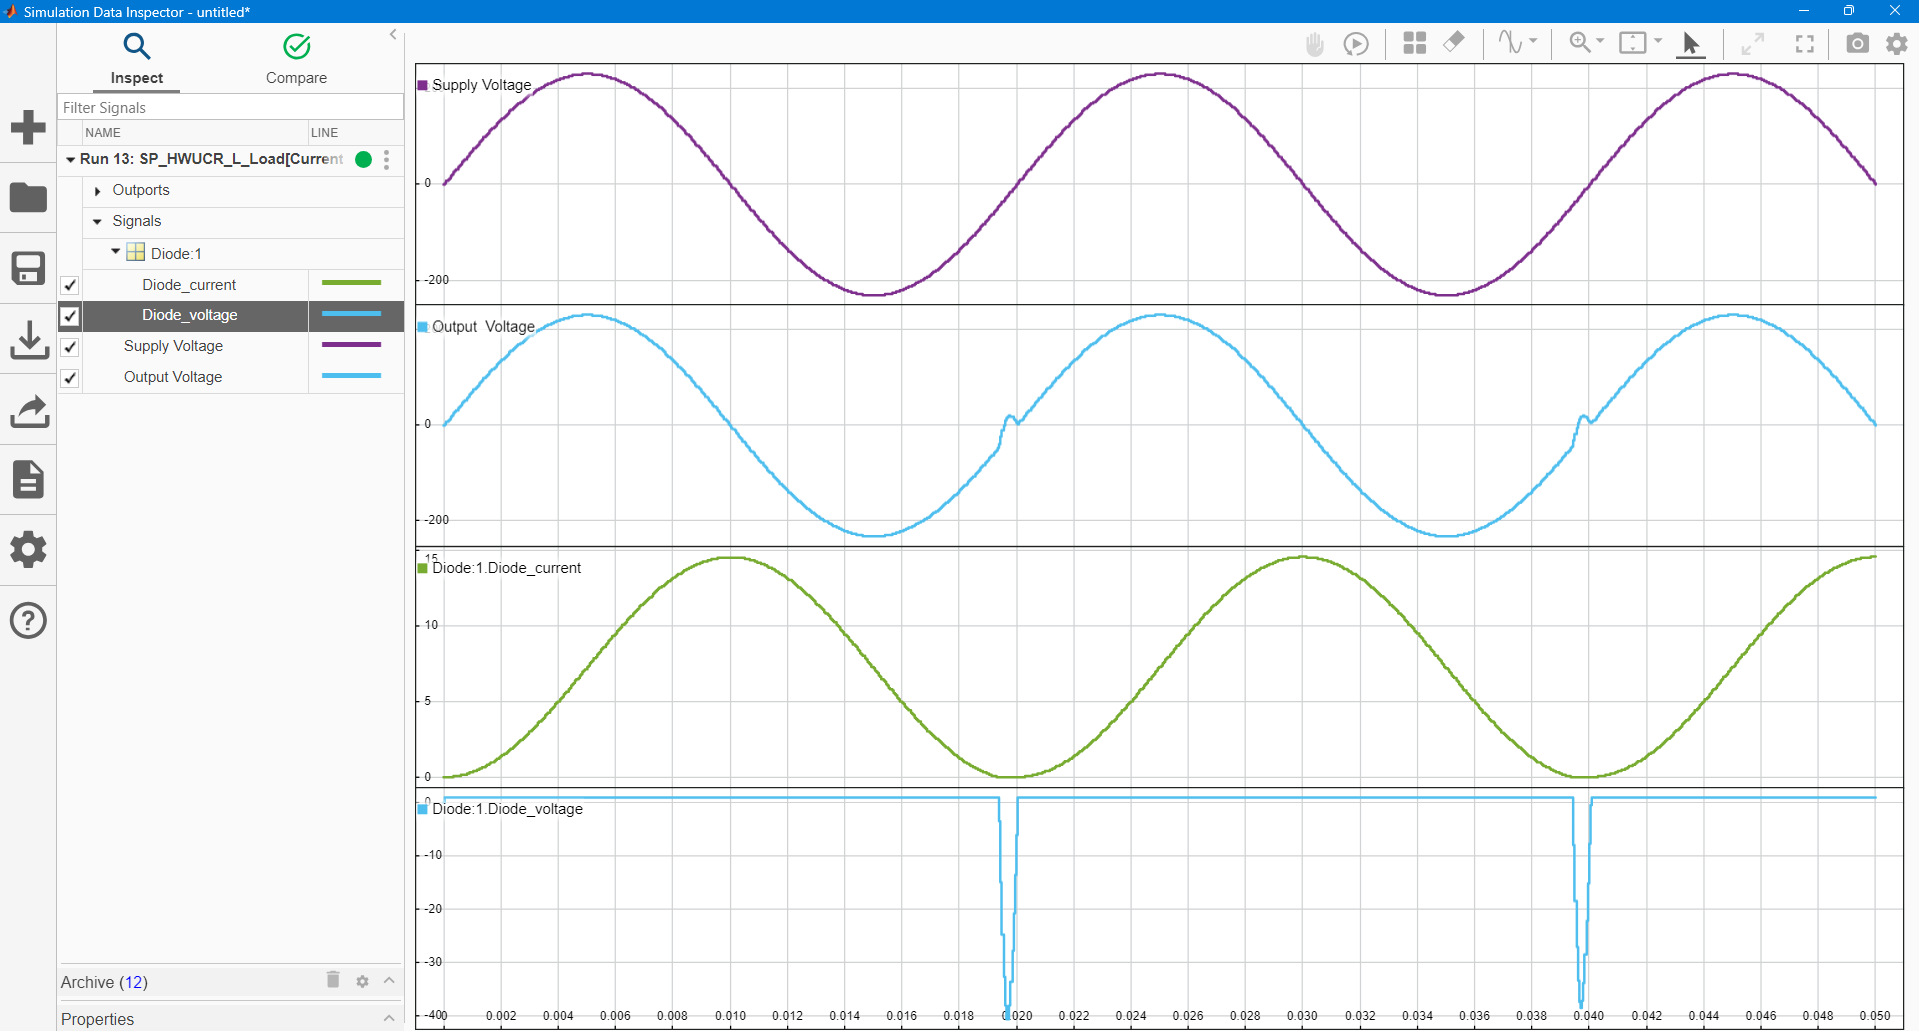 Simulation Data Inspector - untitled*
Inspect
Compare
Filter Signals
NAME LINE
Run 13: SP_HWUCR_L_Load[Current
Outports
Signals
Diode:1
Diode_current
Diode_voltage
Supply Voltage
Output Voltage
Archive (12)
Properties
Supply Voltage
0
-200
Output Voltage
0
-200
15
Diode:1.Diode_current
10
5
0
0
Diode:1.Diode_voltage
-10
-20
-30
-40
0 0.002 0.004 0.006 0.008 0.010 0.012 0.014 0.016 0.018 0.020 0.022 0.024 0.026 0.028 0.030 0.032 0.034 0.036 0.038 0.040 0.042 0.044 0.046 0.048 0.050